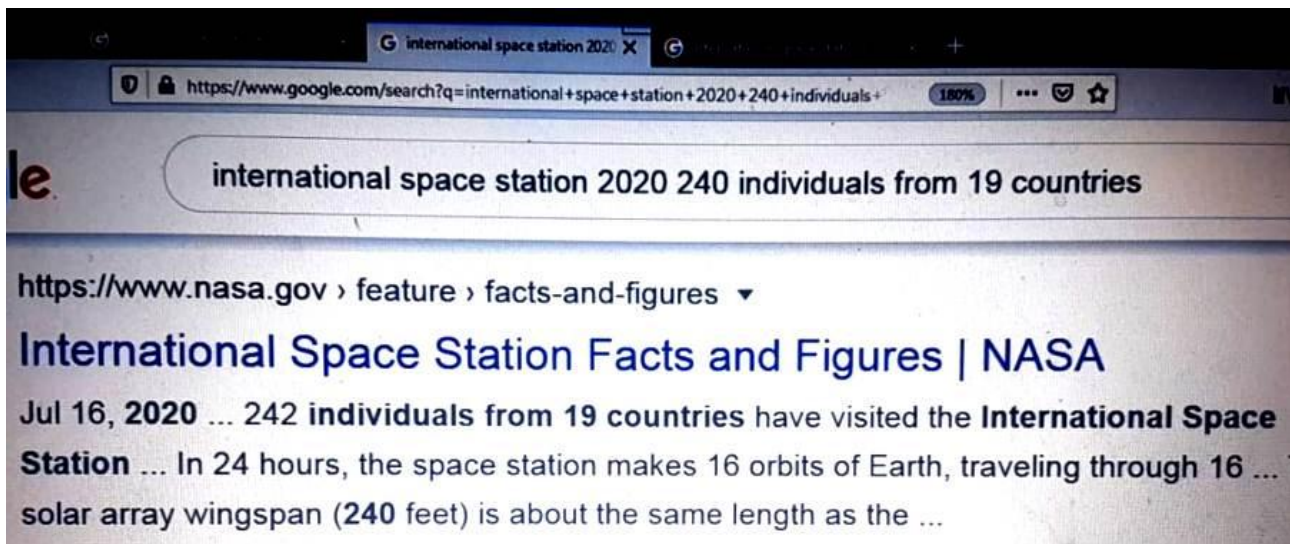 G international space station 2020 X G +
https://www.google.com/search?q=international+space+station+2020+240+individuals+ 180% ...
le
international space station 2020 240 individuals from 19 countries
https://www.nasa.gov › feature › facts-and-figures
International Space Station Facts and Figures | NASA
Jul 16, 2020 ... 242 individuals from 19 countries have visited the International Space
Station ... In 24 hours, the space station makes 16 orbits of Earth, traveling through 16 ...
solar array wingspan (240 feet) is about the same length as the ...